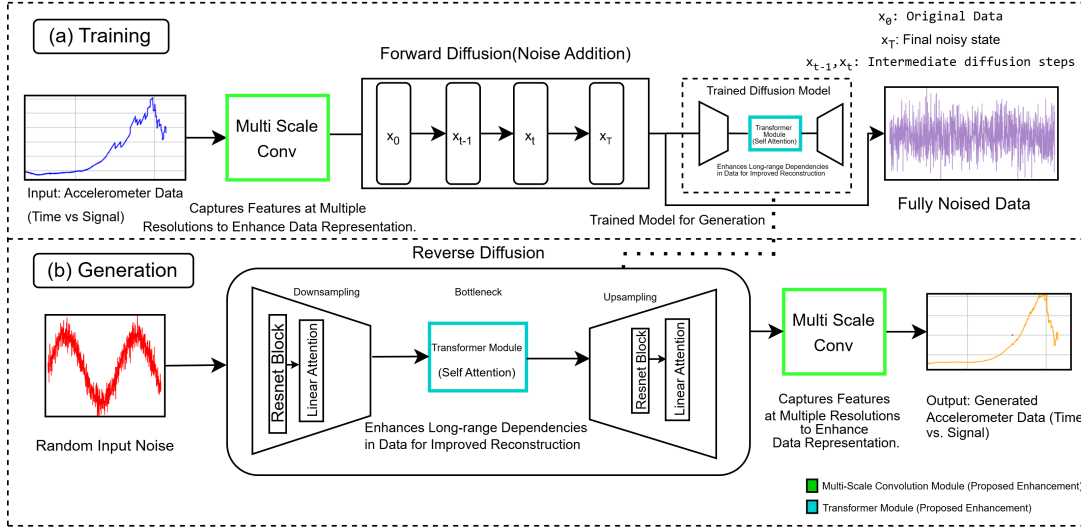 (a) Training
x0: Original Data
xT: Final noisy state
xt-1,xt: Intermediate diffusion steps
Forward Diffusion(Noise Addition)
Trained Diffusion Model
Multi Scale
Conv
x0
xt-1
xt
xT
Transformer
Module
(Self Attention)
Enhances Long-range Dependencies
in Data for Improved Reconstruction
Input: Accelerometer Data
(Time vs Signal)
Captures Features at Multiple
Resolutions to Enhance Data Representation.
Trained Model for Generation
Fully Noised Data
(b) Generation
Reverse Diffusion
Downsampling
Bottleneck
Upsampling
Resnet Block
Linear Attention
Transformer Module
(Self Attention)
Resnet Block
Linear Attention
Multi Scale
Conv
Enhances Long-range Dependencies
in Data for Improved Reconstruction
Random Input Noise
Captures Features
at Multiple Resolutions
to Enhance
Data Representation.
Output: Generated
Accelerometer Data (Time
vs. Signal)
Multi-Scale Convolution Module (Proposed Enhancement)
Transformer Module (Proposed Enhancement)